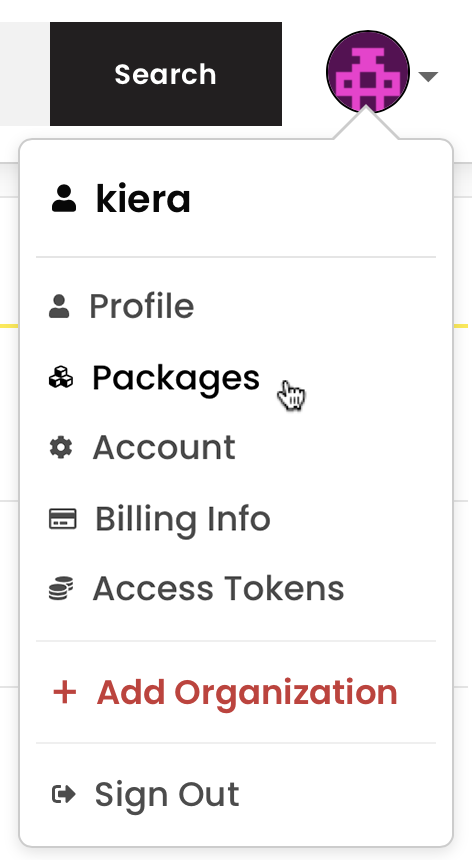 Search
kiera
Profile
Packages
Account
Billing Info
Access Tokens
Add Organization
Sign Out